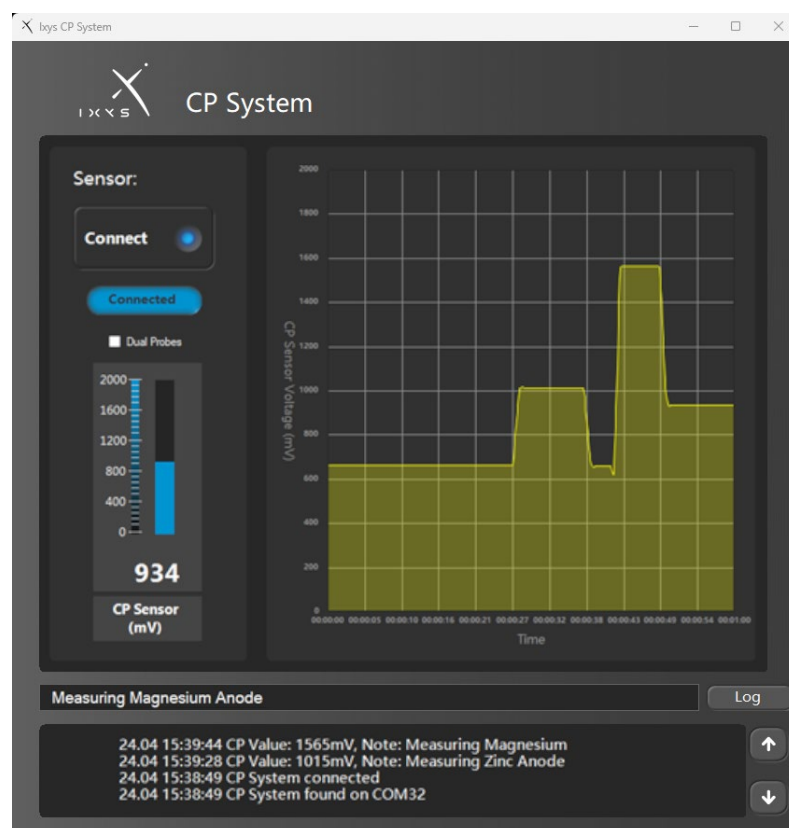 Ixys CP System
IXYS
CP System
Sensor:
Connect
Connected
Dual Probes
2000
1600
1200
800
400
0
934
CP Sensor
(mV)
2000
1800
1600
1400
1200
1000
800
600
400
200
0
CP Sensor Voltage (mV)
00:00:00 00:00:05 00:00:10 00:00:16 00:00:21 00:00:27 00:00:32 00:00:38 00:00:43 00:00:49 00:00:54 00:01:00
Time
Measuring Magnesium Anode
Log
24.04 15:39:44 CP Value: 1565mV, Note: Measuring Magnesium
24.04 15:39:28 CP Value: 1015mV, Note: Measuring Zinc Anode
24.04 15:38:49 CP System connected
24.04 15:38:49 CP System found on COM32